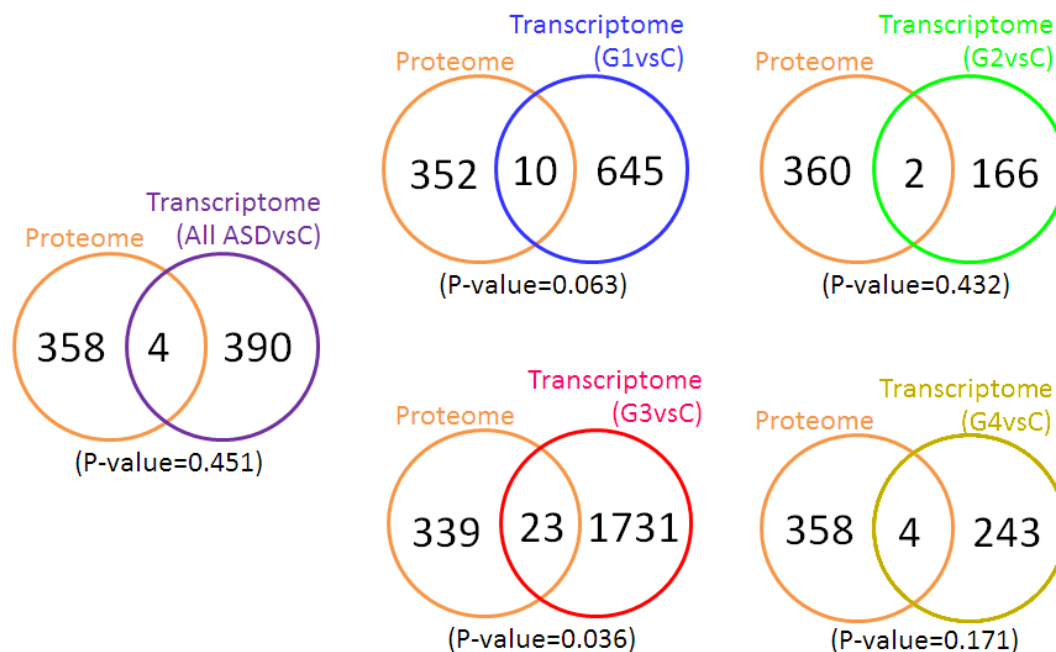 Proteome
Transcriptome
(All ASDvsC)
358 4 390
(P-value=0.451)
Proteome
Transcriptome
(G1vsC)
352 10 645
(P-value=0.063)
Proteome
Transcriptome
(G2vsC)
360 2 166
(P-value=0.432)
Proteome
Transcriptome
(G3vsC)
339 23 1731
(P-value=0.036)
Proteome
Transcriptome
(G4vsC)
358 4 243
(P-value=0.171)